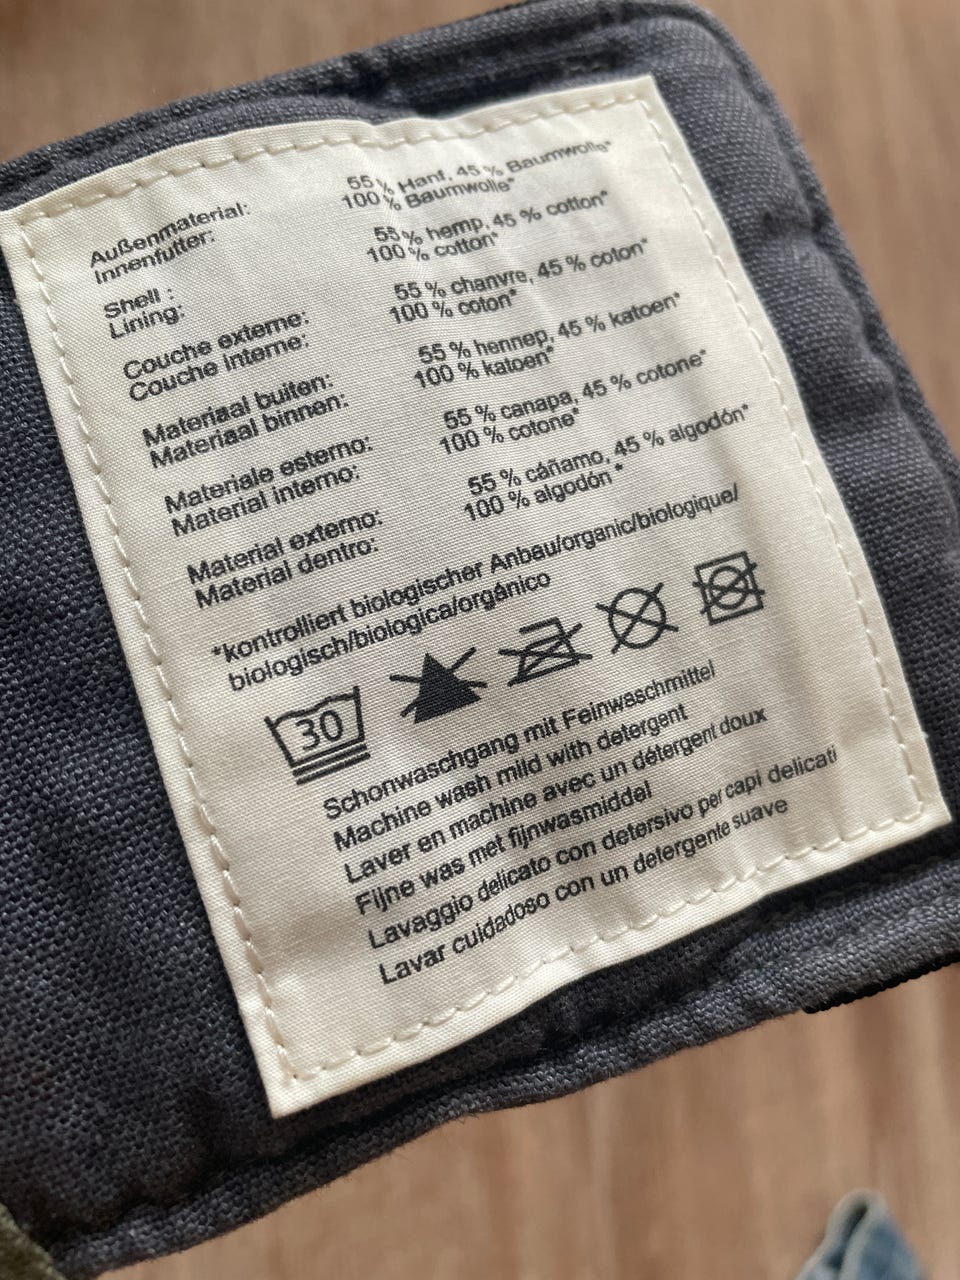 Außenmaterial: 55 % Hanf, 45 % Baumwolle*
Innenfutter: 100 % Baumwolle*
Shell : 55 % hemp, 45 % cotton*
Lining: 100 % cotton*
Couche externe: 55 % chanvre, 45 % coton*
Couche interne: 100 % coton*
Materiaal buiten: 55 % hennep, 45 % katoen*
Materiaal binnen: 100 % katoen*
Materiale esterno: 55 % canapa, 45 % cotone*
Material interno: 100 % cotone*
Material externo: 55 % cáñamo, 45 % algodón*
Material dentro: 100 % algodón*
*kontrolliert biologischer Anbau/organic/biologique/
biologisch/biologica/orgánico
30
Schonwaschgang mit Feinwaschmittel
Machine wash mild with detergent
Laver en machine avec un détergent doux
Fijne was met fijnwasmiddel
Lavaggio delicato con detersivo per capi delicati
Lavar cuidadoso con un detergente suave